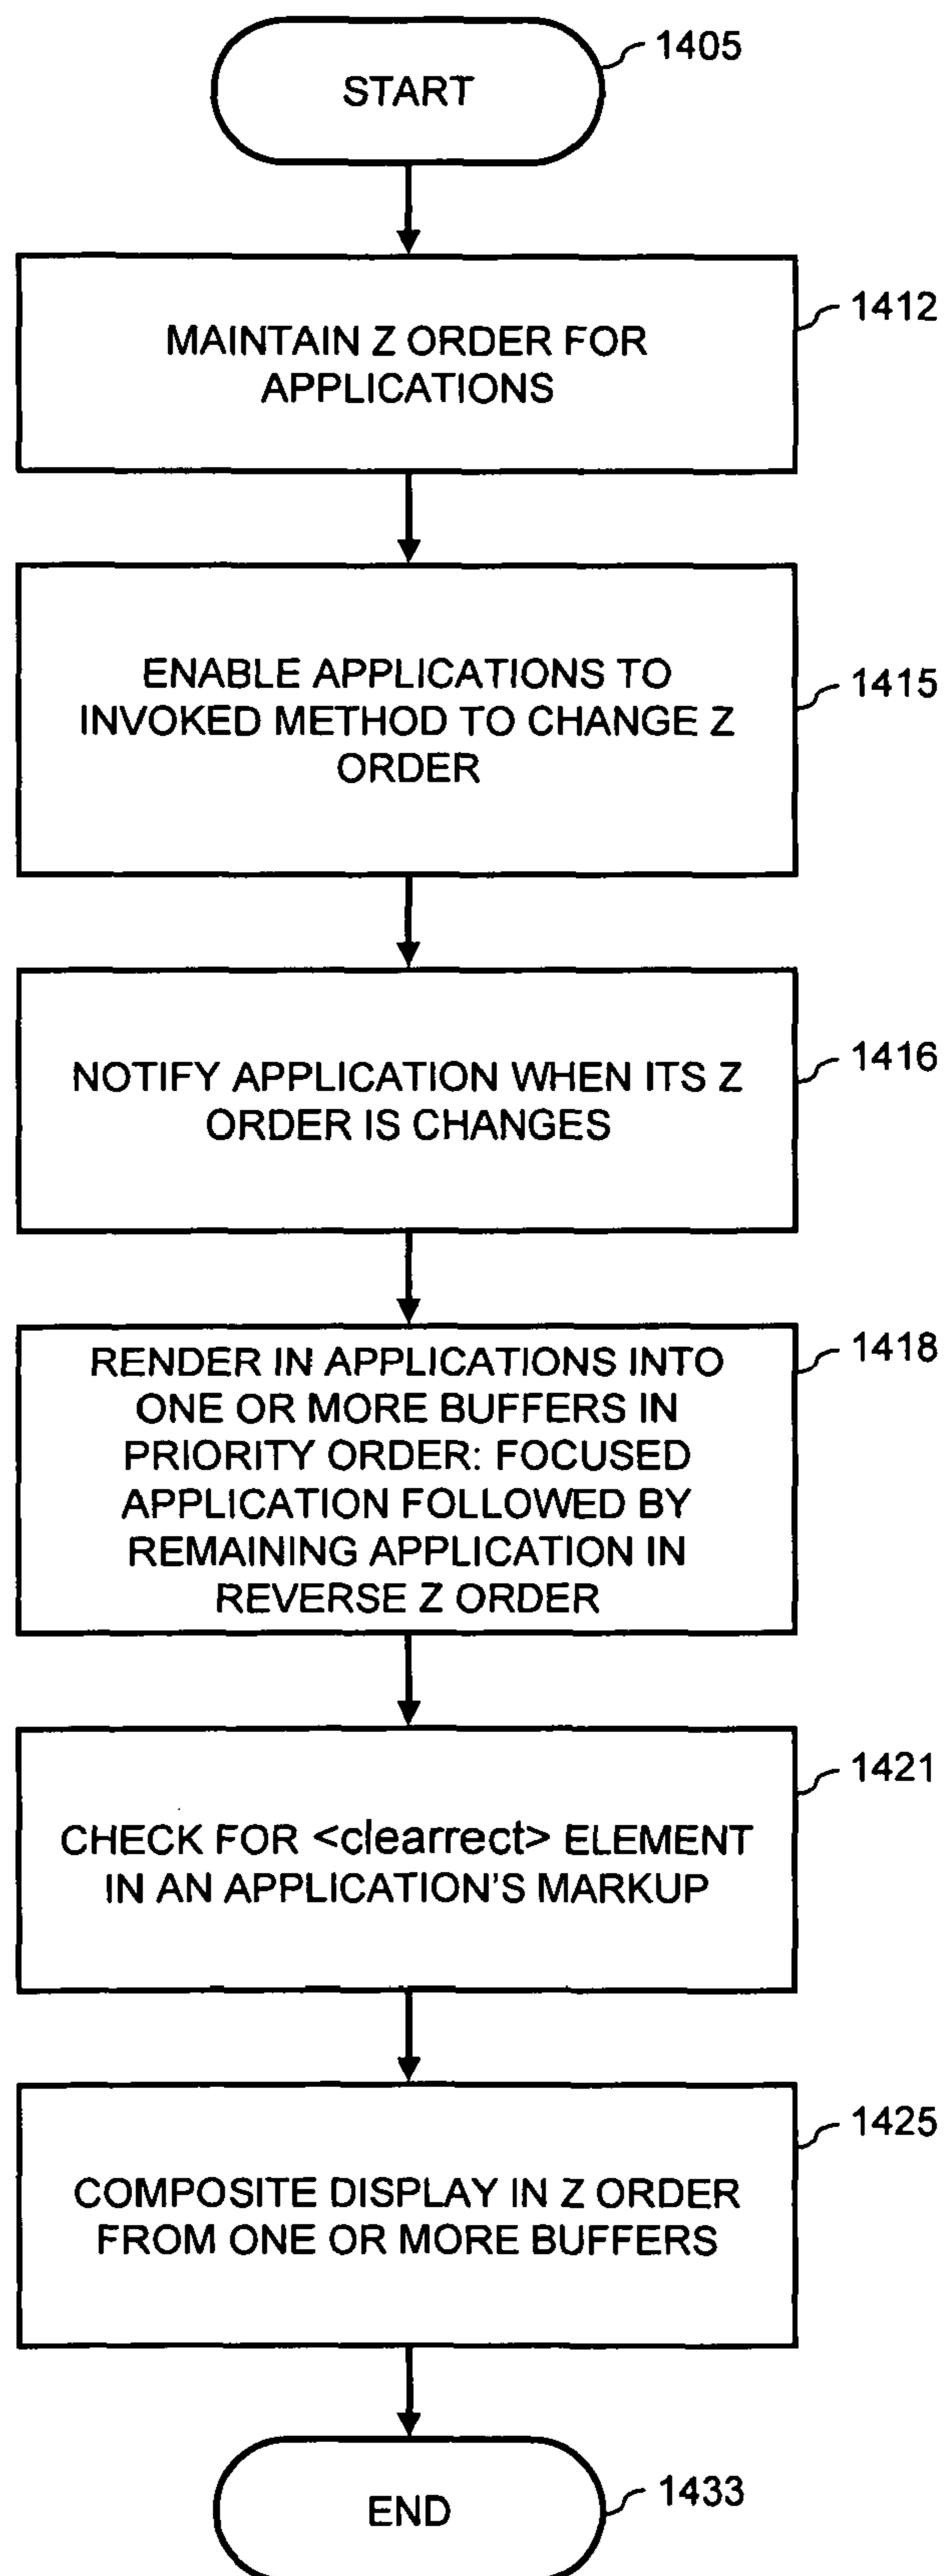 START
1405
MAINTAIN Z ORDER FOR
APPLICATIONS
1412
ENABLE APPLICATIONS TO
INVOKED METHOD TO CHANGE Z
ORDER
1415
NOTIFY APPLICATION WHEN ITS Z
ORDER IS CHANGES
1416
RENDER IN APPLICATIONS INTO
ONE OR MORE BUFFERS IN
PRIORITY ORDER: FOCUSED
APPLICATION FOLLOWED BY
REMAINING APPLICATION IN
REVERSE Z ORDER
1418
CHECK FOR <clearrect> ELEMENT
IN AN APPLICATION'S MARKUP
1421
COMPOSITE DISPLAY IN Z ORDER
FROM ONE OR MORE BUFFERS
1425
END
1433